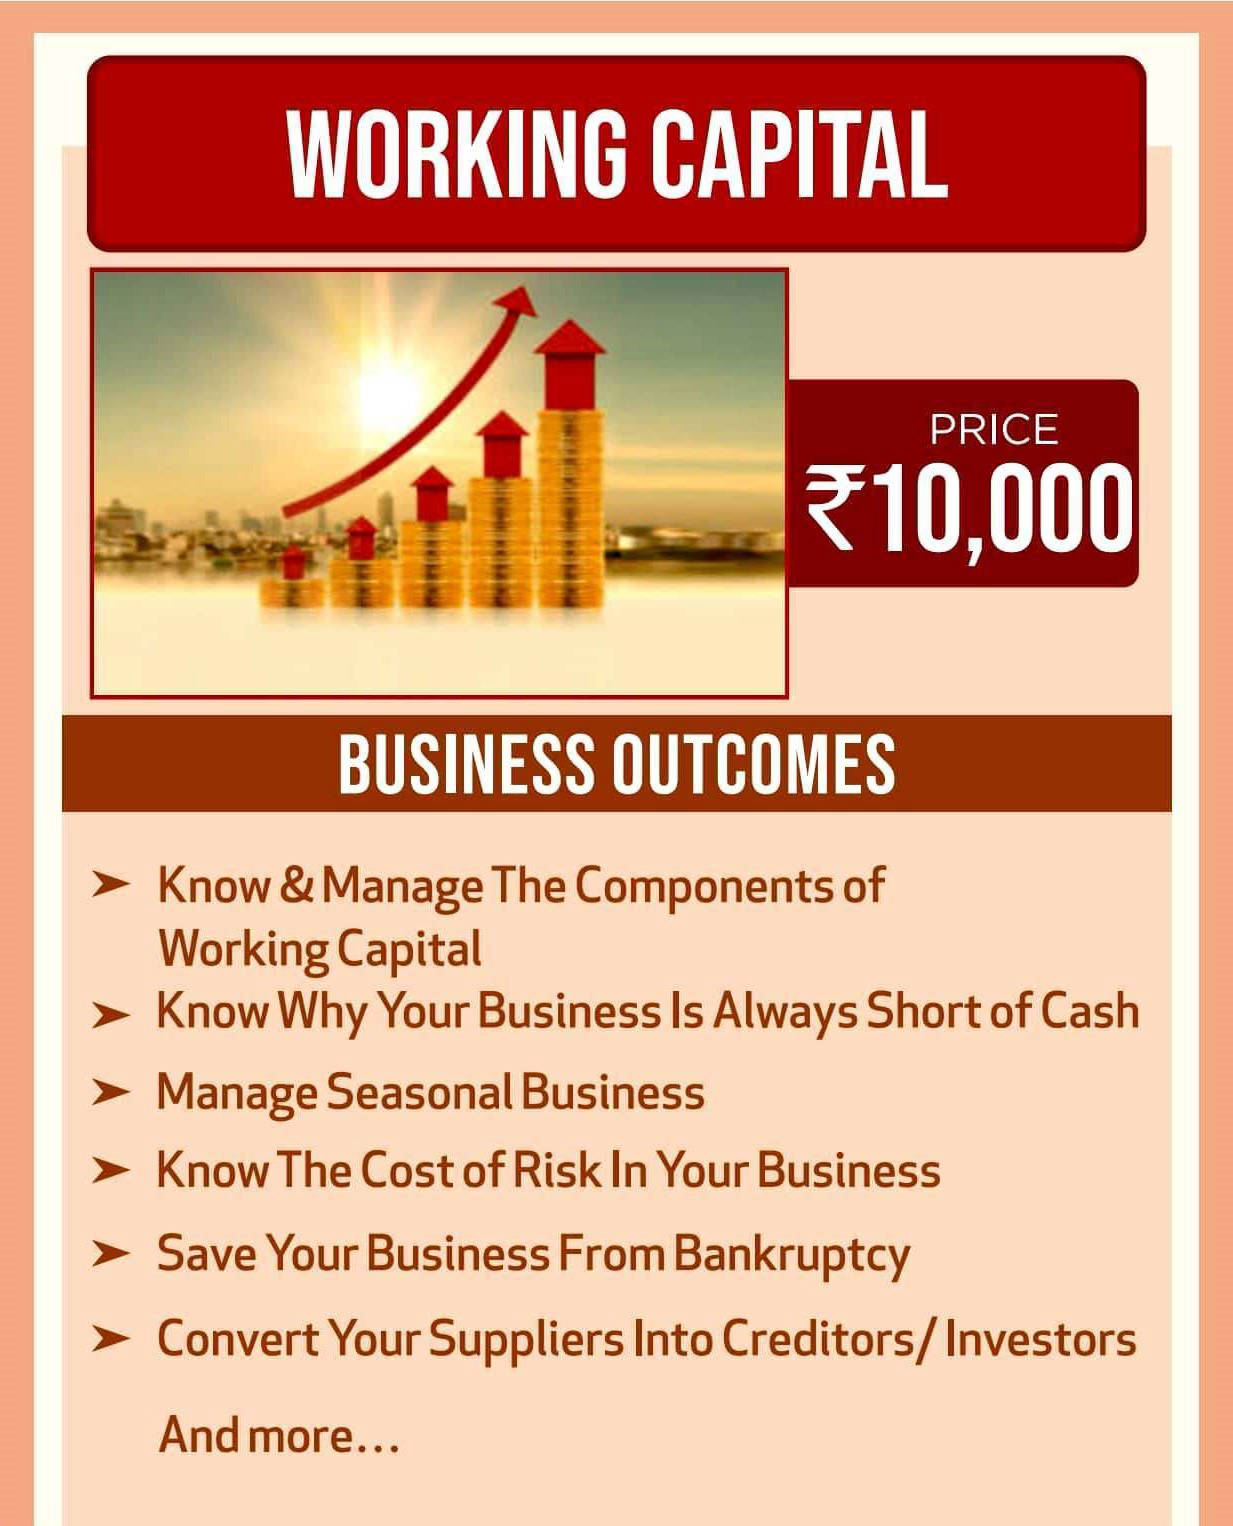 WORKING CAPITAL
PRICE
₹10,000
BUSINESS OUTCOMES
➤ Know & Manage The Components of
Working Capital
➤ Know Why Your Business Is Always Short of Cash
➤ Manage Seasonal Business
➤ Know The Cost of Risk In Your Business
➤ Save Your Business From Bankruptcy
➤ Convert Your Suppliers Into Creditors/ Investors
And more...